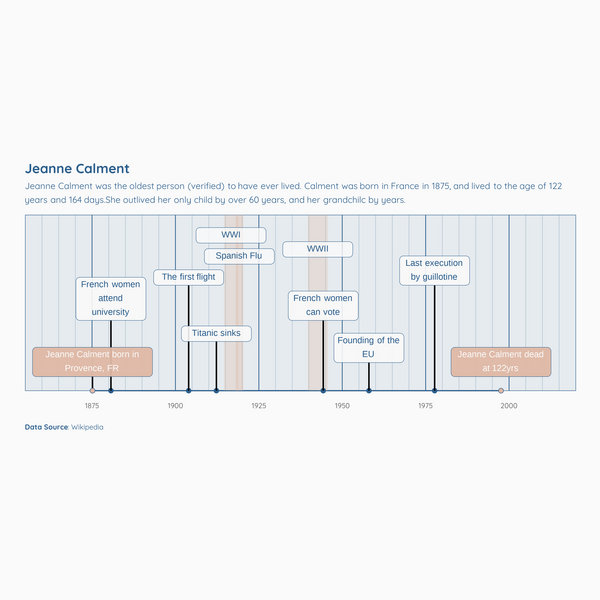 Jeanne Calment
Jeanne Calment was the oldest person (verified) to have ever lived. Calment was born in France in 1875, and lived to the age of 122
years and 164 days.She outlived her only child by over 60 years, and her grandchilc by years.
WWI
WWII
Spanish Flu
Last execution
by guillotine
The first flight
French women
attend
university
French women
can vote
Titanic sinks
Founding of the
EU
Jeanne Calment born in
Provence, FR
Jeanne Calment dead
at 122yrs
1875 1900 1925 1950 1975 2000
Data Source: Wikipedia